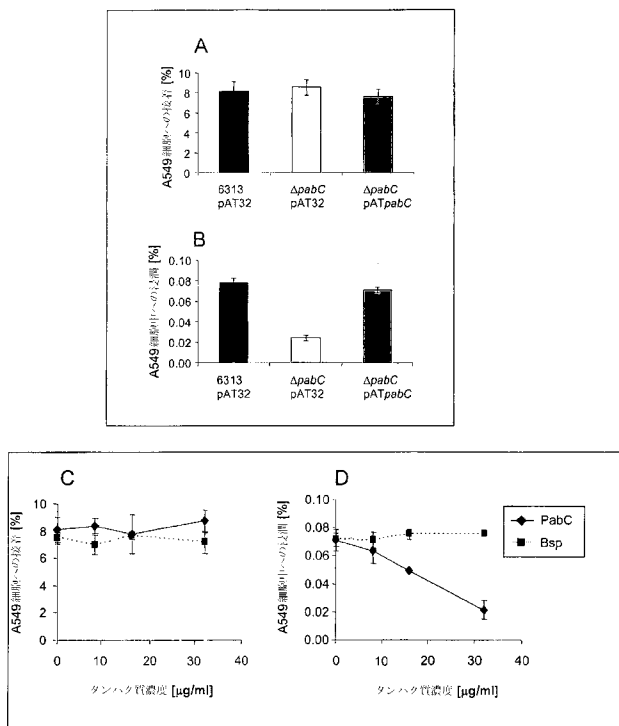 A
A549細胞への接着 [%]
10
8
6
4
2
0
6313
pAT32
ΔpabC
pAT32
ΔpabC
pATpabC
B
A549細胞中への浸潤 [%]
0.10
0.08
0.06
0.04
0.02
0.00
6313
pAT32
ΔpabC
pAT32
ΔpabC
pATpabC
C
A549細胞への接着 [%]
10
8
6
4
2
0
0 10 20 30 40
タンパク質濃度 [µg/ml]
D
A549細胞中への浸潤 [%]
0.10
0.08
0.06
0.04
0.02
0.00
0 10 20 30 40
タンパク質濃度 [µg/ml]
PabC
Bsp